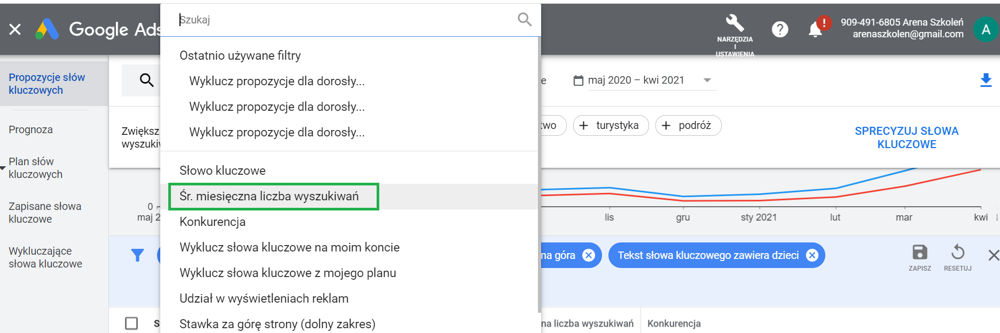 Google Ads
NARZĘDZIA
I
USTAWIENIA
?
!
909-491-6805 Arena Szkoleń
arenaszkolen@gmail.com
A
Szukaj
Ostatnio używane filtry
Wyklucz propozycje dla dorosły...
Wyklucz propozycje dla dorosły...
Wyklucz propozycje dla dorosły...
Słowo kluczowe
Śr. miesięczna liczba wyszukiwań
Konkurencja
Wyklucz słowa kluczowe na moim koncie
Wyklucz słowa kluczowe z mojego planu
Udział w wyświetleniach reklam
Stawka za górę strony (dolny zakres)
Propozycje słów
kluczowych
Prognoza
Plan słów
kluczowych
Zapisane słowa
kluczowe
Wykluczające
słowa kluczowe
e
maj 2020 – kwi 2021
Zwiększ
wyszukiw
two
+ turystyka
+ podróż
SPRECYZUJ SŁOWA
KLUCZOWE
0
maj 2
lis
gru
sty 2021
lut
mar
kwi
na góra
Tekst słowa kluczowego zawiera dzieci
ZAPISZ
RESETUJ
S
na liczba wyszukiwań
Konkurencja